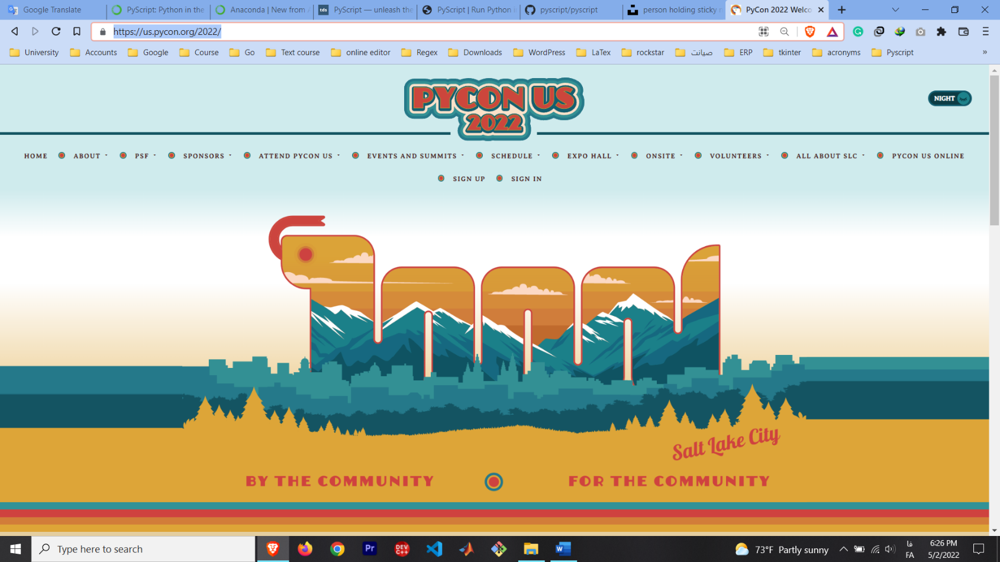 Google Translate
PyScript: Python in the
Anaconda | New from
PyScript — unleash the
PyScript | Run Python i
pyscript/pyscript
person holding sticky n
PyCon 2022 Welco
https://us.pycon.org/2022/
University
Accounts
Google
Course
Go
Text course
online editor
Regex
Downloads
WordPress
LaTex
rockstar
صیانت
ERP
tkinter
acronyms
Pyscript
»
PYCON US
2022
NIGHT
HOME
ABOUT
PSF
SPONSORS
ATTEND PYCON US
EVENTS AND SUMMITS
SCHEDULE
EXPO HALL
ONSITE
VOLUNTEERS
ALL ABOUT SLC
PYCON US ONLINE
SIGN UP
SIGN IN
Salt Lake City
BY THE COMMUNITY
FOR THE COMMUNITY
Type here to search
Pr
DEV C++
73°F Partly sunny
فا
FA
6:26 PM
5/2/2022